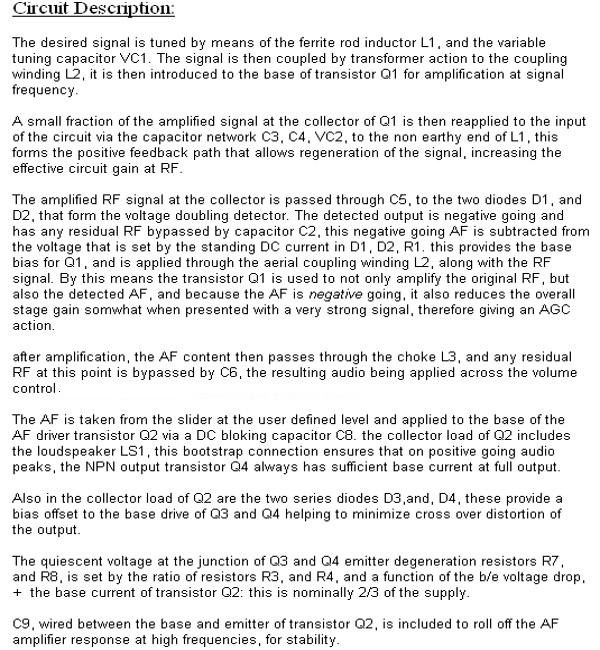 Circuit Description:
The desired signal is tuned by means of the ferrite rod inductor L1, and the variable
tuning capacitor VC1. The signal is then coupled by transformer action to the coupling
winding L2, it is then introduced to the base of transistor Q1 for amplification at signal
frequency.
A small fraction of the amplified signal at the collector of Q1 is then reapplied to the input
of the circuit via the capacitor network C3, C4, VC2, to the non earthy end of L1, this
forms the positive feedback path that allows regeneration of the signal, increasing the
effective circuit gain at RF.
The amplified RF signal at the collector is passed through C5, to the two diodes D1, and
D2, that form the voltage doubling detector. The detected output is negative going and
has any residual RF bypassed by capacitor C2, this negative going AF is subtracted from
the voltage that is set by the standing DC current in D1, D2, R1. this provides the base
bias for Q1, and is applied through the aerial coupling winding L2, along with the RF
signal. By this means the transistor Q1 is used to not only amplify the original RF, but
also the detected AF, and because the AF is negative going, it also reduces the overall
stage gain somwhat when presented with a very strong signal, therefore giving an AGC
action.
after amplification, the AF content then passes through the choke L3, and any residual
RF at this point is bypassed by C6, the resulting audio being applied across the volume
control.
The AF is taken from the slider at the user defined level and applied to the base of the
AF driver transistor Q2 via a DC bloking capacitor C8. the collector load of Q2 includes
the loudspeaker LS1, this bootstrap connection ensures that on positive going audio
peaks, the NPN output transistor Q4 always has sufficient base current at full output.
Also in the collector load of Q2 are the two series diodes D3,and, D4, these provide a
bias offset to the base drive of Q3 and Q4 helping to minimize cross over distortion of
the output.
The quiescent voltage at the junction of Q3 and Q4 emitter degeneration resistors R7,
and R8, is set by the ratio of resistors R3, and R4, and a function of the b/e voltage drop,
+ the base current of transistor Q2: this is nominally 2/3 of the supply.
C9, wired between the base and emitter of transistor Q2, is included to roll off the AF
amplifier response at high frequencies, for stability.